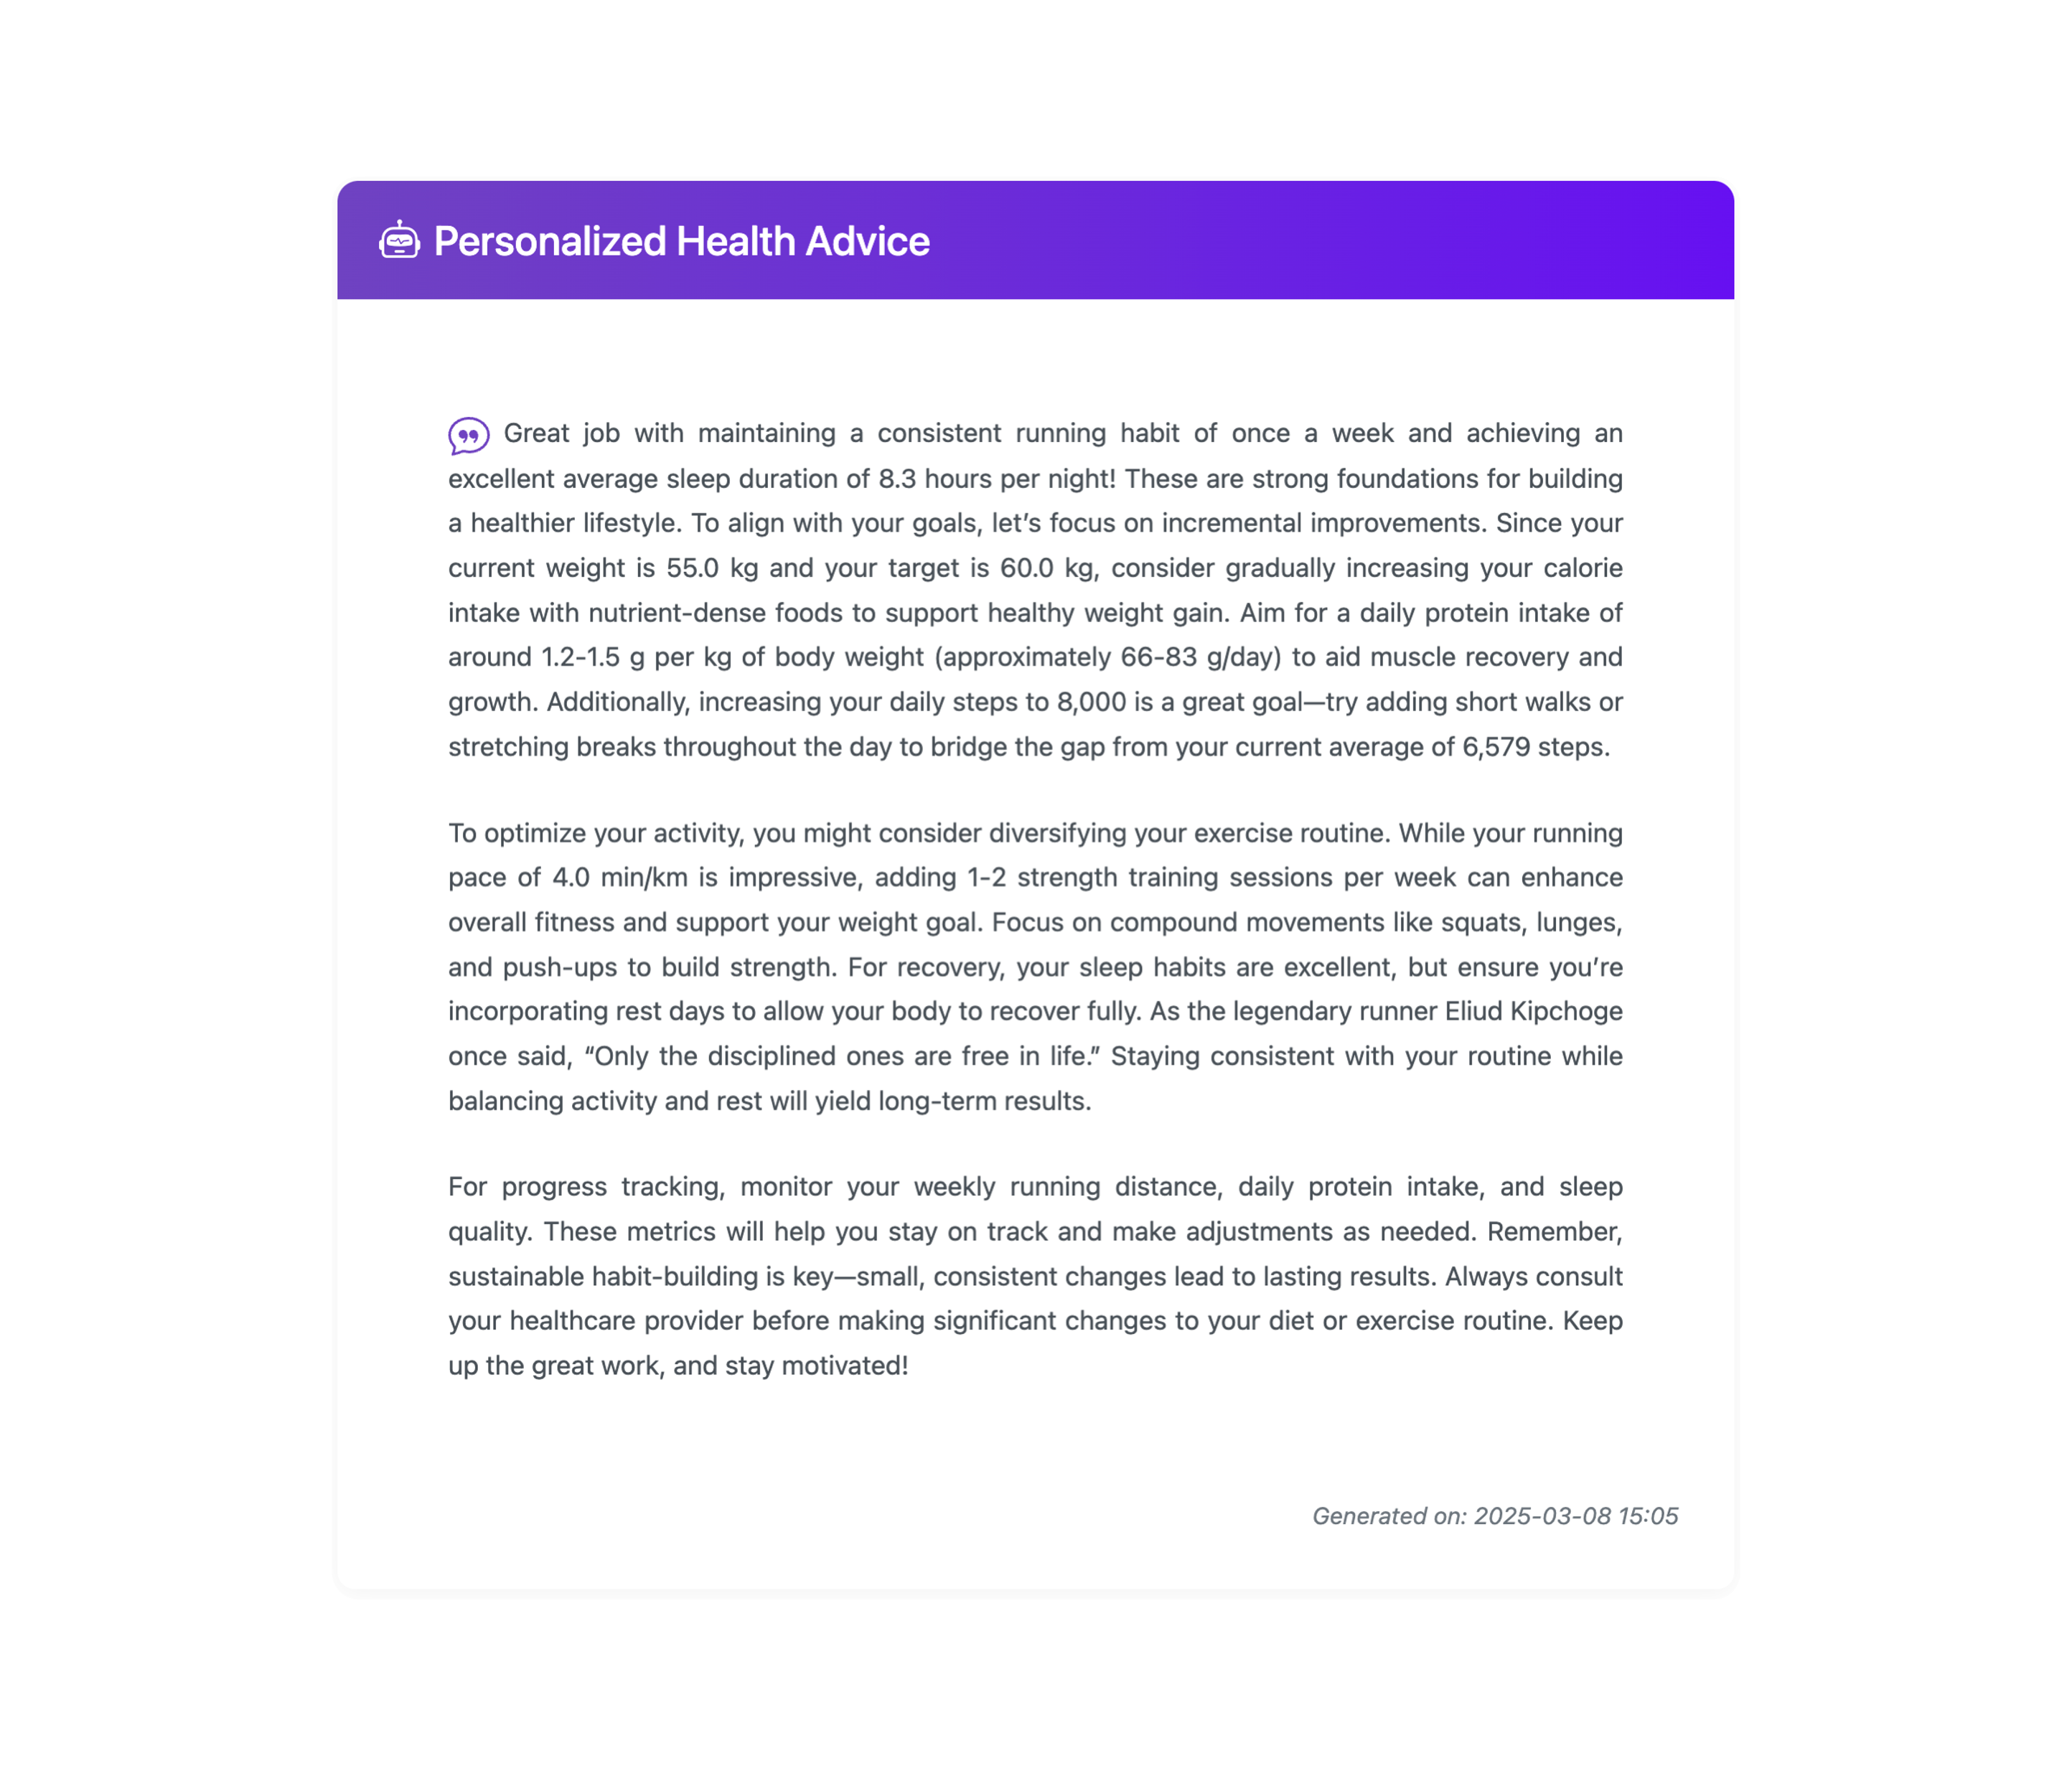 Personalized Health Advice
Great job with maintaining a consistent running habit of once a week and achieving an
excellent average sleep duration of 8.3 hours per night! These are strong foundations for building
a healthier lifestyle. To align with your goals, let’s focus on incremental improvements. Since your
current weight is 55.0 kg and your target is 60.0 kg, consider gradually increasing your calorie
intake with nutrient-dense foods to support healthy weight gain. Aim for a daily protein intake of
around 1.2-1.5 g per kg of body weight (approximately 66-83 g/day) to aid muscle recovery and
growth. Additionally, increasing your daily steps to 8,000 is a great goal—try adding short walks or
stretching breaks throughout the day to bridge the gap from your current average of 6,579 steps.
To optimize your activity, you might consider diversifying your exercise routine. While your running
pace of 4.0 min/km is impressive, adding 1-2 strength training sessions per week can enhance
overall fitness and support your weight goal. Focus on compound movements like squats, lunges,
and push-ups to build strength. For recovery, your sleep habits are excellent, but ensure you’re
incorporating rest days to allow your body to recover fully. As the legendary runner Eliud Kipchoge
once said, “Only the disciplined ones are free in life.” Staying consistent with your routine while
balancing activity and rest will yield long-term results.
For progress tracking, monitor your weekly running distance, daily protein intake, and sleep
quality. These metrics will help you stay on track and make adjustments as needed. Remember,
sustainable habit-building is key—small, consistent changes lead to lasting results. Always consult
your healthcare provider before making significant changes to your diet or exercise routine. Keep
up the great work, and stay motivated!
Generated on: 2025-03-08 15:05